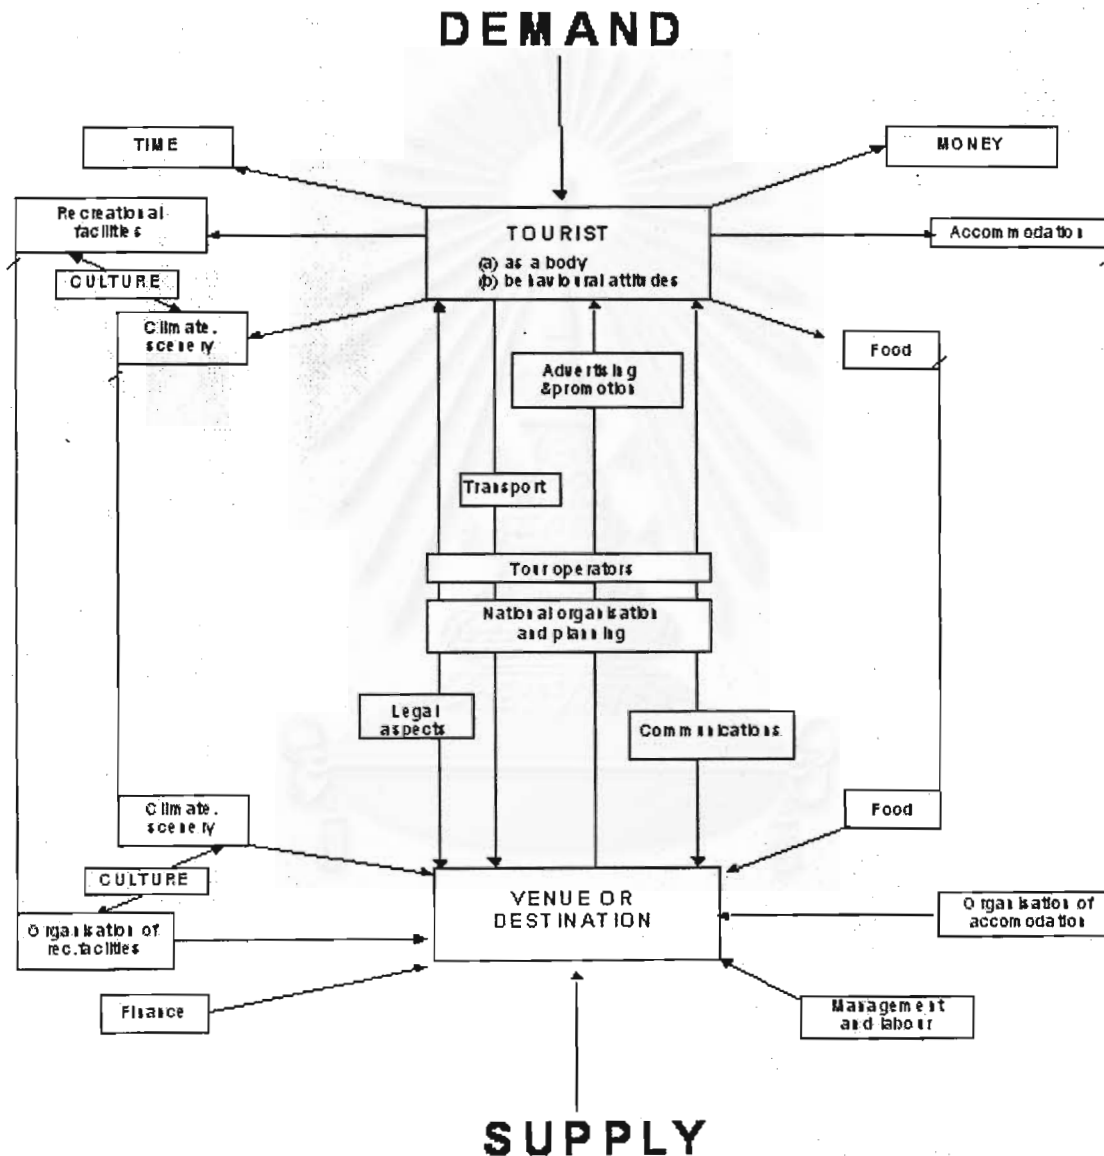 DEMAND
TIME
MONEY
Recreational
facilities
TOURIST
(a) as a body
(b) behavioural attitudes
Accommodation
CULTURE
Climate.
scenery
Food
Advertising
&promotion
Transport
Tour operators
National organisation
and planning
Legal
aspects
Communications.
Climate.
scenery
Food
CULTURE
VENUE OR
DESTINATION
Organisation of
rec.facilities
Organisation of
accomodation
Finance
Management
and labour
SUPPLY